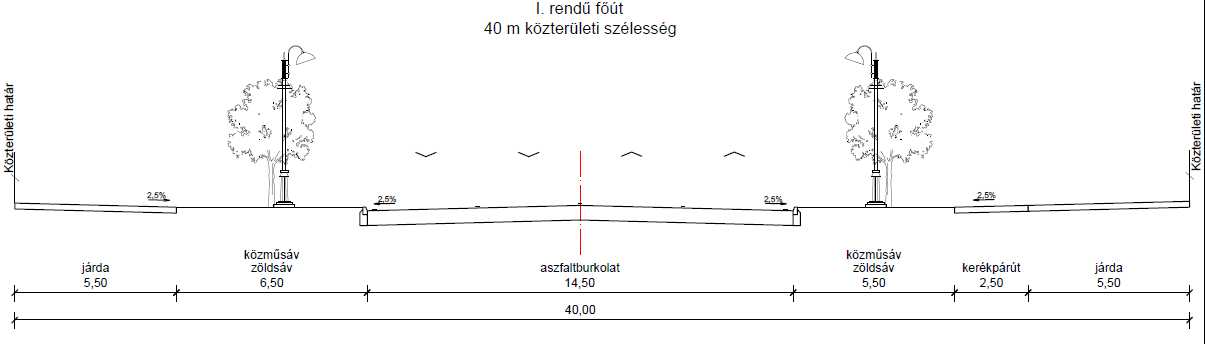 I. rendű főút
40 m közterületi szélesség
Közterületi határ
Közterületi határ
2,5%
2,5%
2,5%
2,5%
járda
5,50
közműsáv
zöldsáv
6,50
aszfaltburkolat
14,50
közműsáv
zöldsáv
5,50
kerékpárút
2,50
járda
5,50
40,00